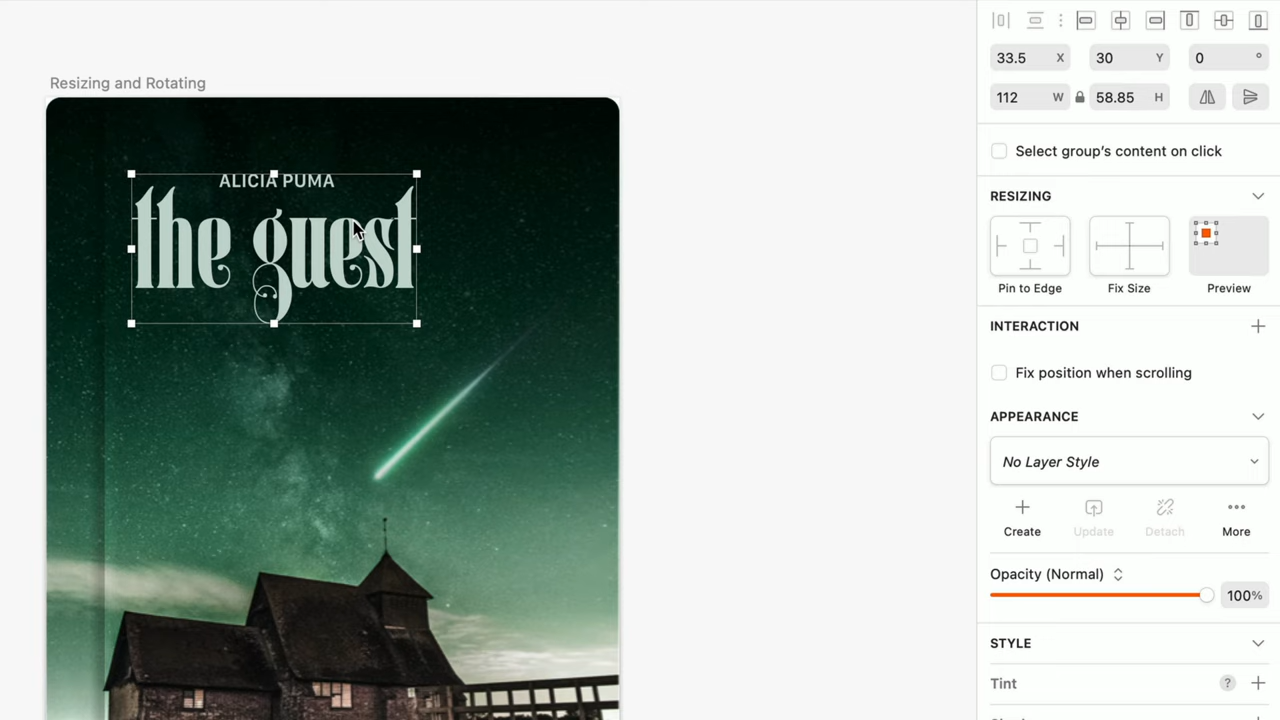 33.5 X 30 Y 0 °
Resizing and Rotating
112 W 58.85 H
Select group's content on click
ALICIA PUMA
the guest
RESIZING
Pin to Edge Fix Size Preview
INTERACTION
Fix position when scrolling
APPEARANCE
No Layer Style
Create Update Detach More
Opacity (Normal)
100%
STYLE
Tint ?